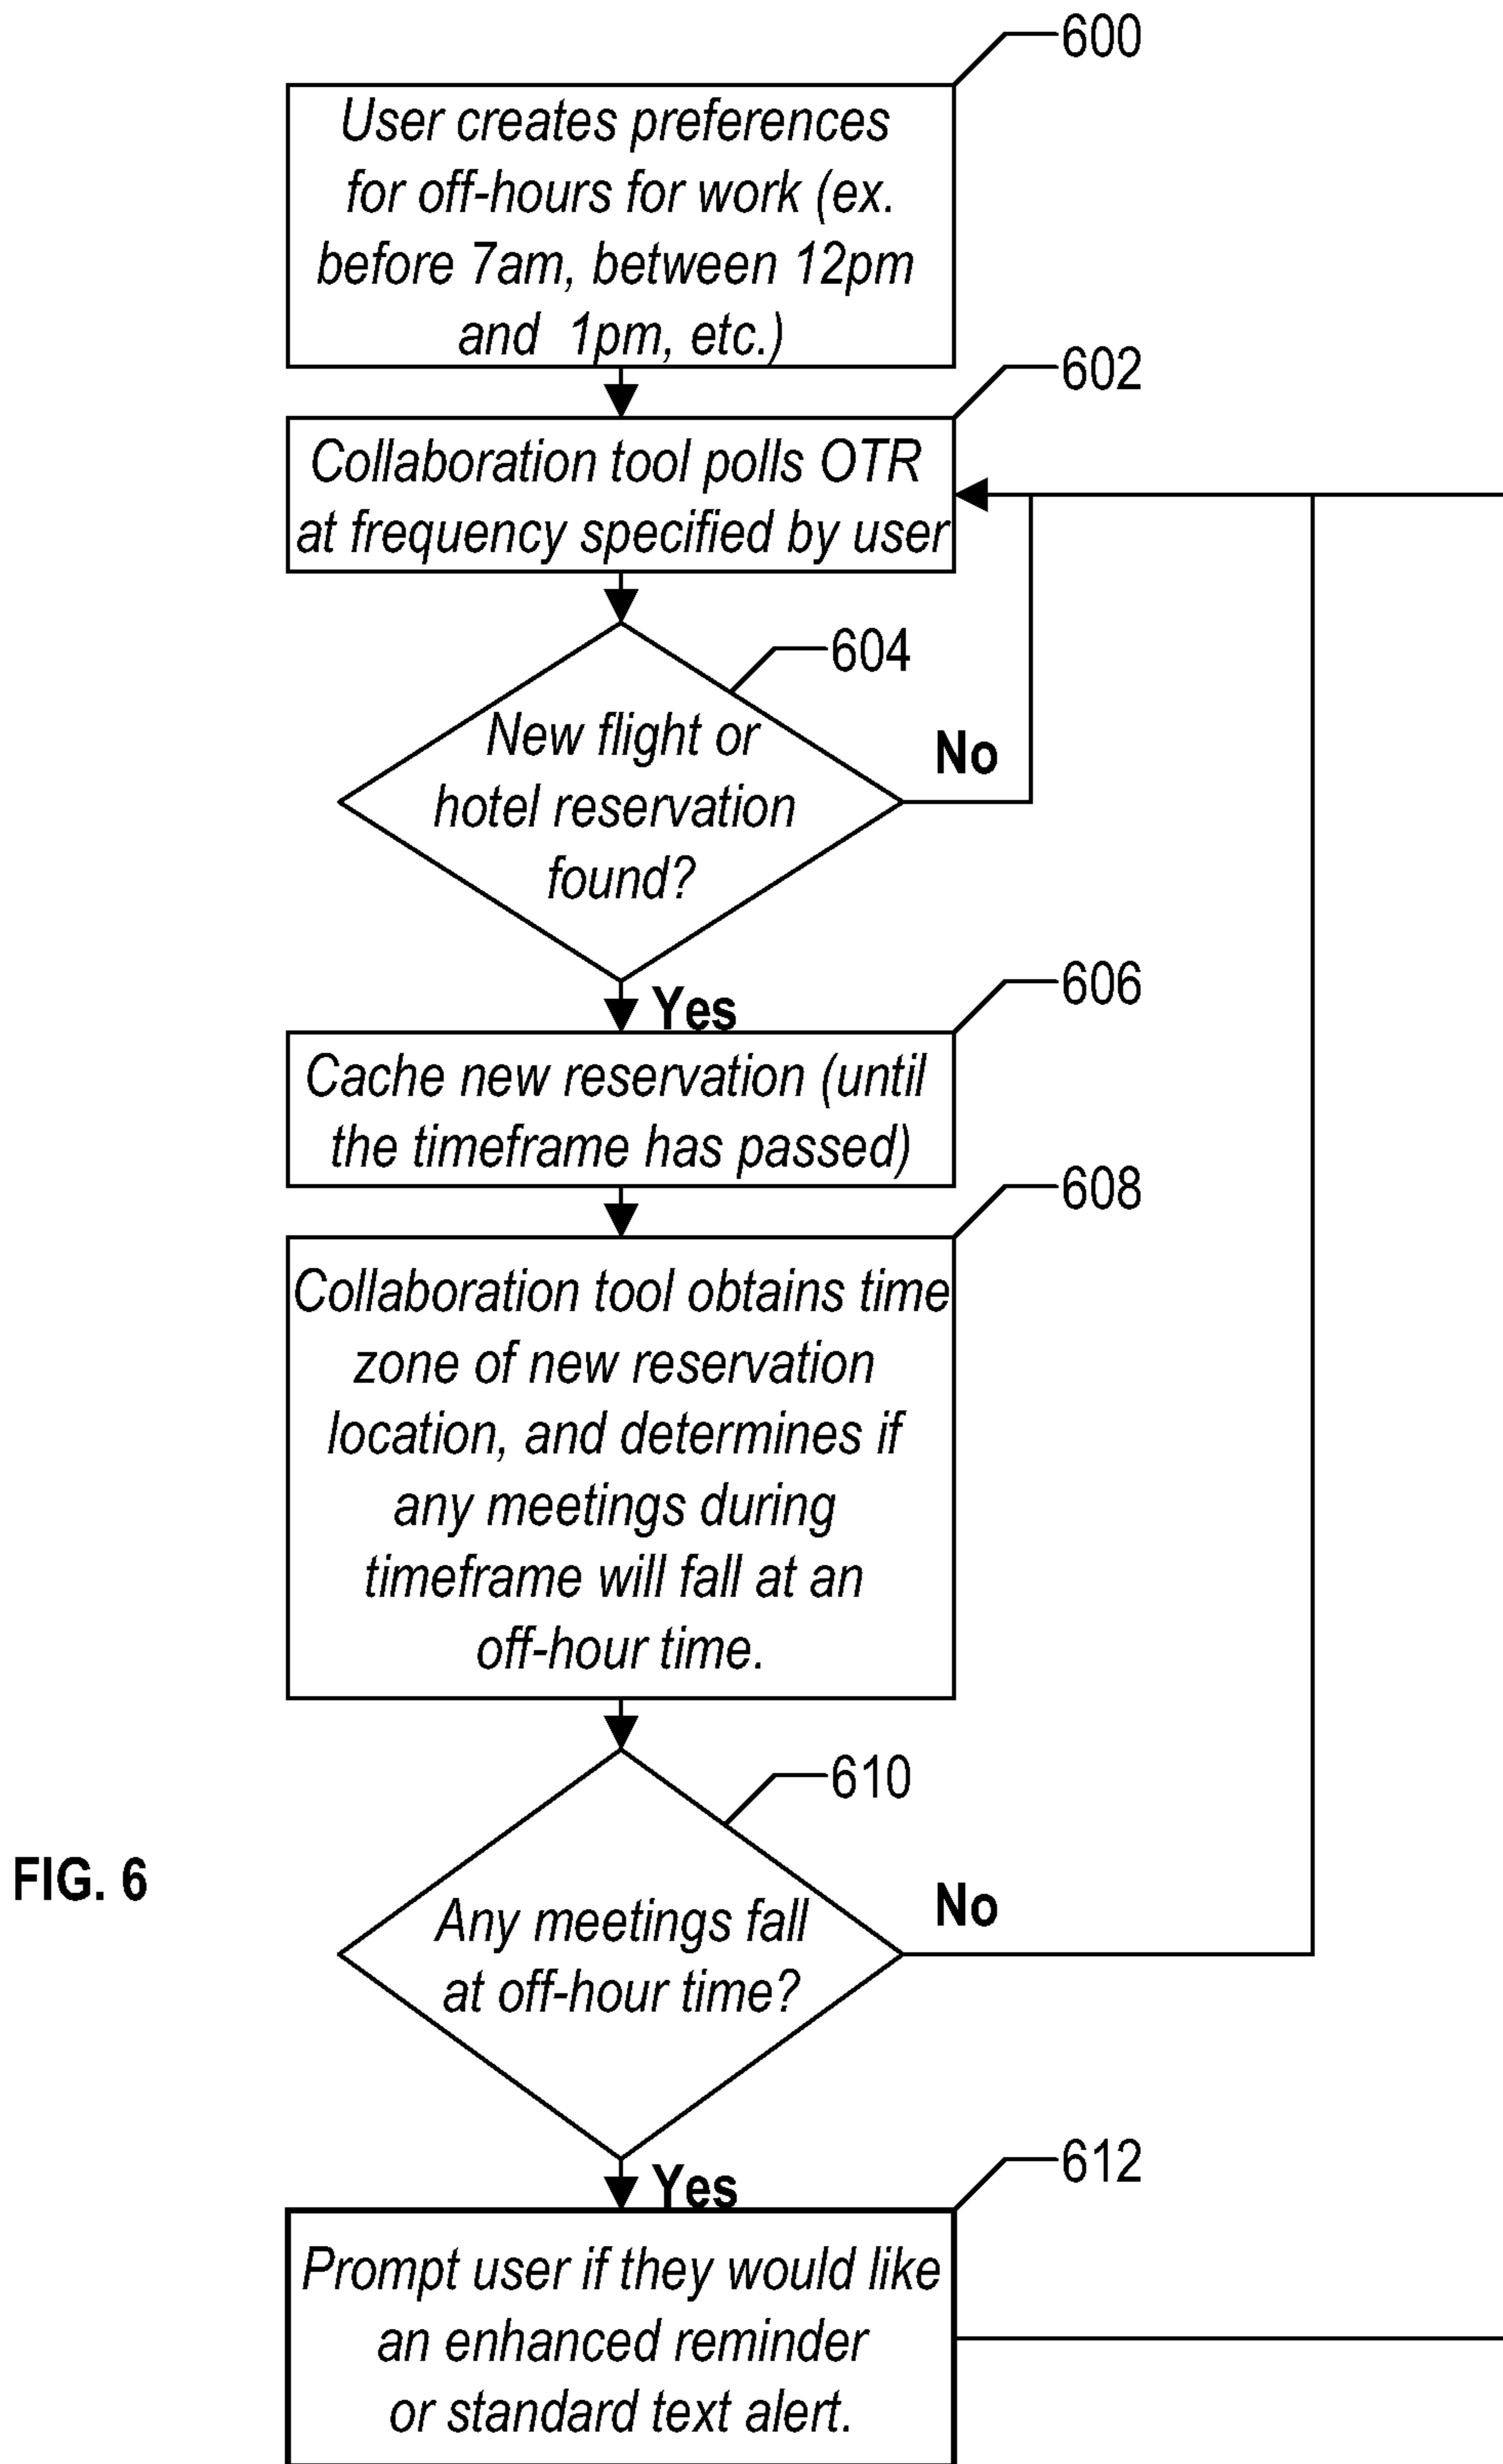 600
User creates preferences
for off-hours for work (ex.
before 7am, between 12pm
and 1pm, etc.)
602
Collaboration tool polls OTR
at frequency specified by user
604
New flight or
hotel reservation
found?
No
Yes
606
Cache new reservation (until
the timeframe has passed)
608
Collaboration tool obtains time
zone of new reservation
location, and determines if
any meetings during
timeframe will fall at an
off-hour time.
610
Any meetings fall
at off-hour time?
No
FIG. 6
Yes
612
Prompt user if they would like
an enhanced reminder
or standard text alert.